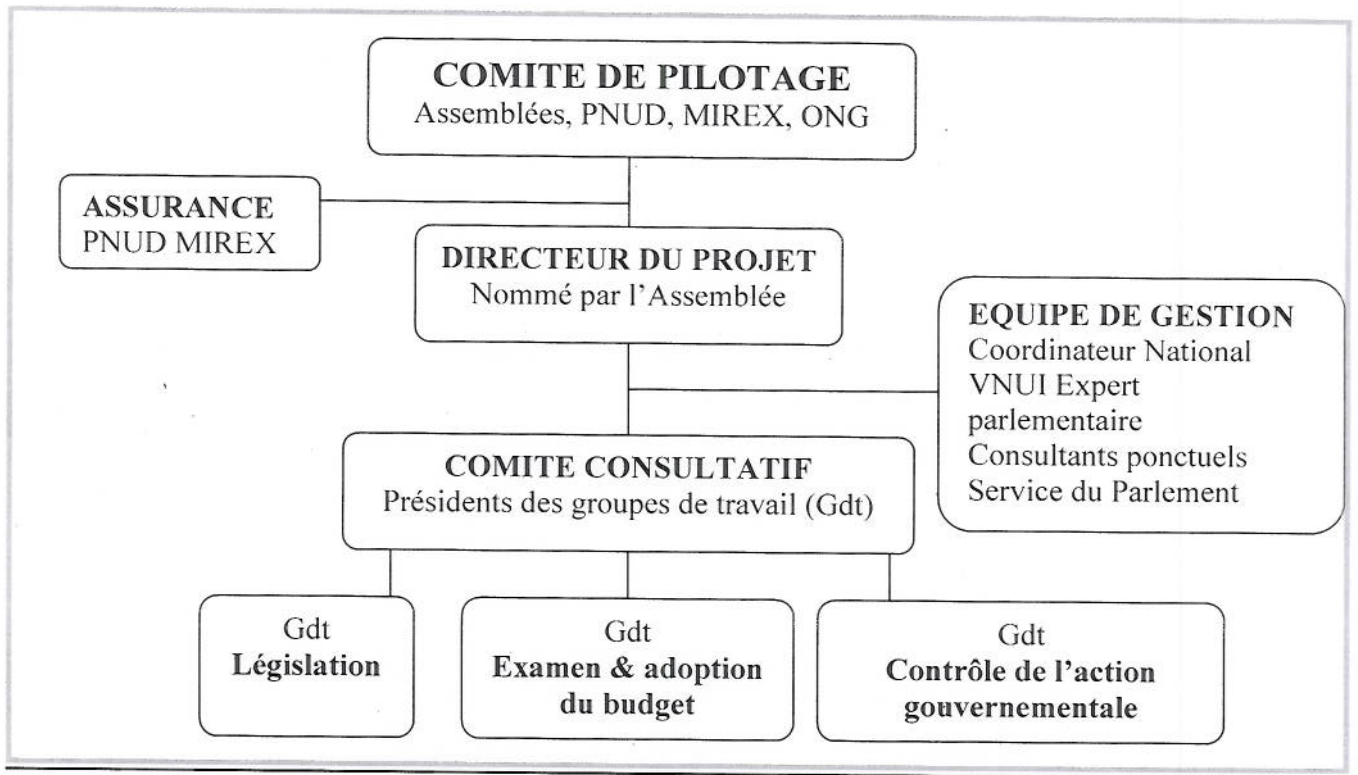 COMITE DE PILOTAGE
Assemblées, PNUD, MIREX, ONG
ASSURANCE
PNUD MIREX
DIRECTEUR DU PROJET
Nommé par l'Assemblée
EQUIPE DE GESTION
Coordinateur National
VNUI Expert
parlementaire
Consultants ponctuels
Service du Parlement
COMITE CONSULTATIF
Présidents des groupes de travail (Gdt)
Gdt
Législation
Gdt
Examen & adoption
du budget
Gdt
Contrôle de l'action
gouvernementale